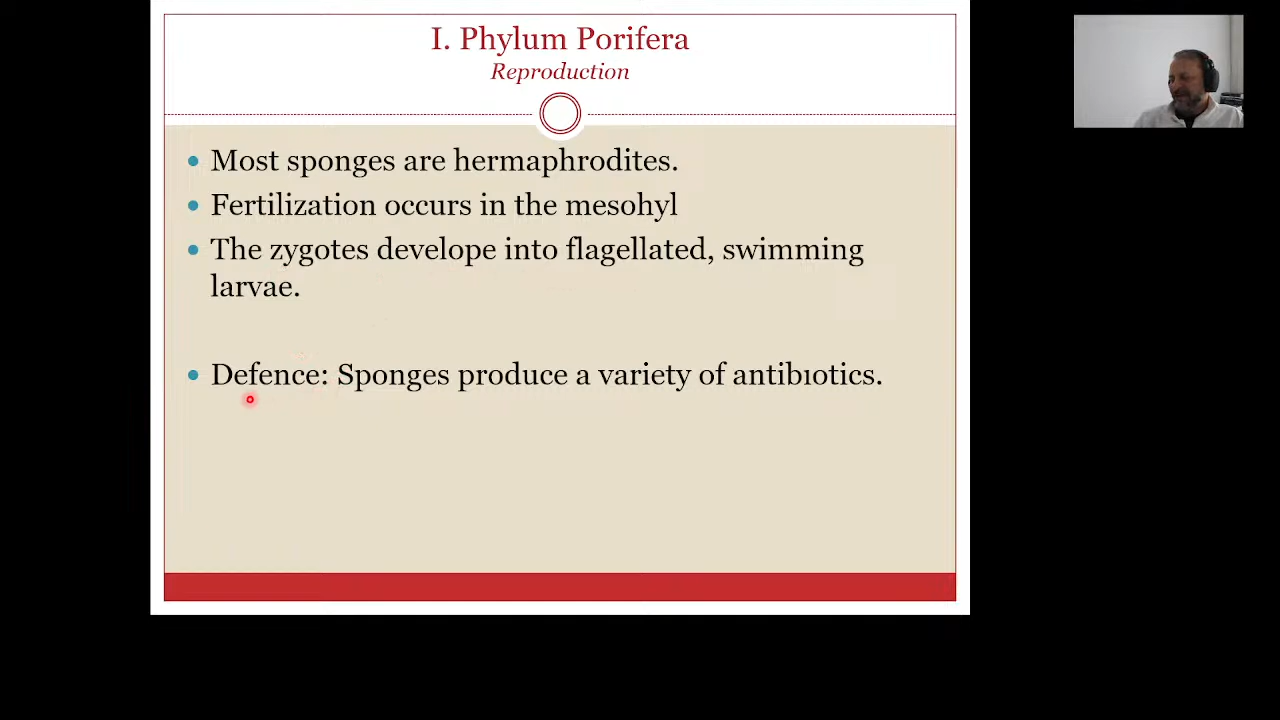 I. Phylum Porifera
Reproduction
• Most sponges are hermaphrodites.
• Fertilization occurs in the mesohyl
• The zygotes develope into flagellated, swimming
larvae.
• Defence: Sponges produce a variety of antibıotics.